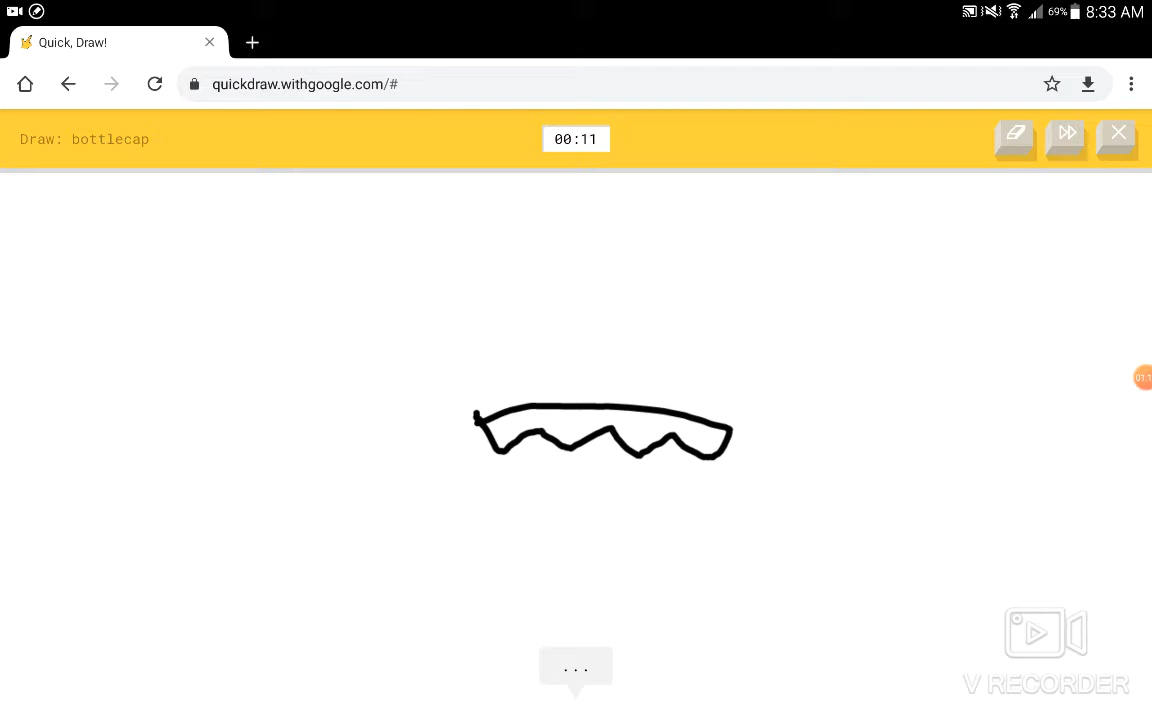 69% 8:33 AM
Quick, Draw!
quickdraw.withgoogle.com/#
Draw: bottlecap 00:11
...
V RECORDER